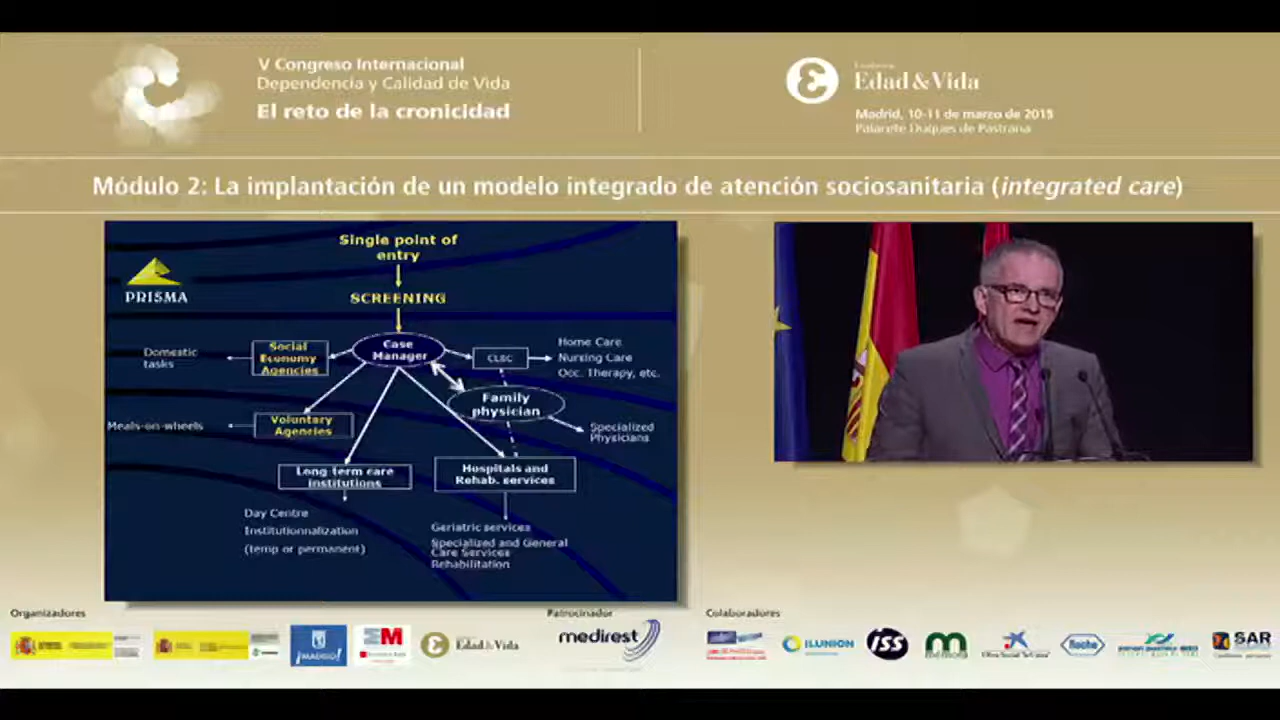 V Congreso Internacional
Dependencia y Calidad de Vida
El reto de la cronicidad
Fundación
Edad&Vida
Madrid, 10-11 de marzo de 2015
Palacete Duques de Pastrana
Módulo 2: La implantación de un modelo integrado de atención sociosanitaria (integrated care)
Single point of
entry
PRISMA
SCREENING
Case
Manager
Social
Economy
Agencies
Domestic
tasks
CLSC
Home Care
Nursing Care
Occ. Therapy, etc.
Family
physician
Voluntary
Agencies
Meals-on-wheels
Specialized
Physicians
Long-term care
institutions
Hospitals and
Rehab. services
Day Centre
Institutionnalization
(temp or permanent)
Geriatric services
Specialized and General
Care Services
Rehabilitation
Organizadores
Patrocinador
Colaboradores
¡MADRID!
M
Edad&Vida
medirest
ILUNION
iss
m
Roche
SAR